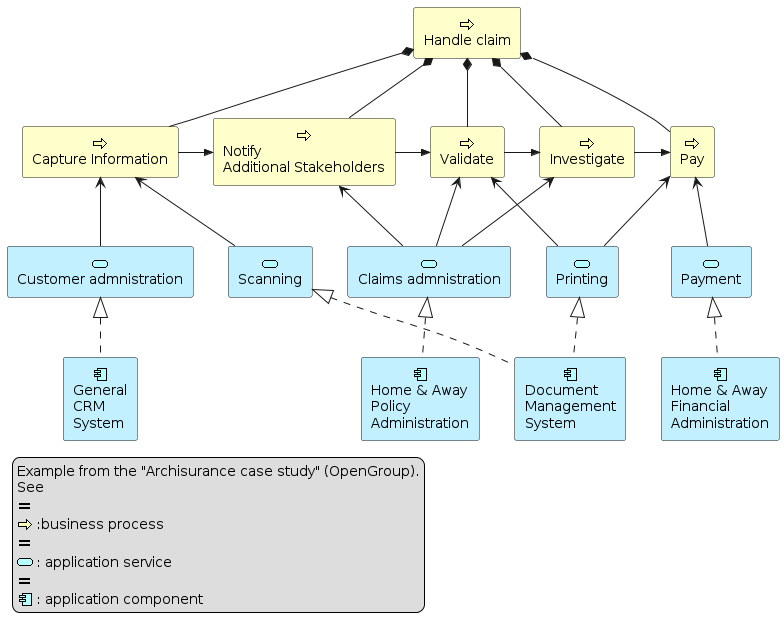 Handle claim
Capture Information
Notify
Additional Stakeholders
Validate
Investigate
Pay
Customer admnistration
Scanning
Claims admnistration
Printing
Payment
General
CRM
System
Home & Away
Policy
Administration
Document
Management
System
Home & Away
Financial
Administration
Example from the "Archisurance case study" (OpenGroup).
See
=
:business process
=
: application service
=
: application component